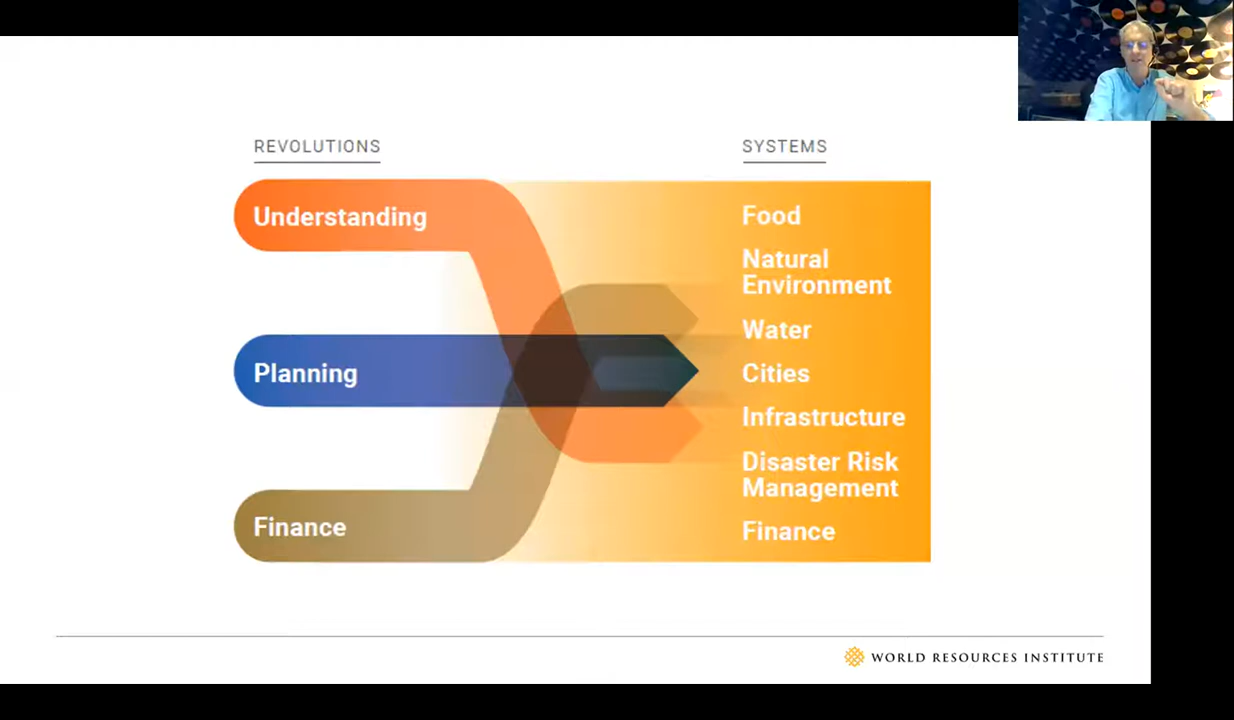 REVOLUTIONS
SYSTEMS
Understanding
Planning
Finance
Food
Natural
Environment
Water
Cities
Infrastructure
Disaster Risk
Management
Finance
WORLD RESOURCES INSTITUTE